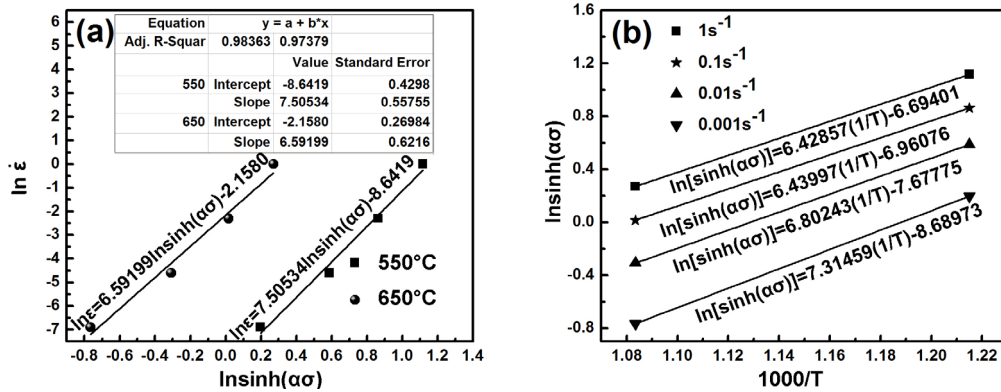 (a)
Equation y = a + b*x
Adj. R-Squar 0.98363 0.97379
Value Standard Error
550 Intercept -8.6419 0.4298
Slope 7.50534 0.55755
650 Intercept -2.1580 0.26984
Slope 6.59199 0.6216
lnε=6.59199lnsinh(ασ)-2.1580
lnε=7.50534lnsinh(ασ)-8.6419
550°C
650°C
ln ε̇
6
5
4
3
2
1
0
-1
-2
-3
-4
-5
-6
-7
-0.8 -0.6 -0.4 -0.2 0.0 0.2 0.4 0.6 0.8 1.0 1.2 1.4
lnsinh(ασ)
(b)
1s⁻¹
0.1s⁻¹
0.01s⁻¹
0.001s⁻¹
ln[sinh(ασ)]=6.42857(1/T)-6.69401
ln[sinh(ασ)]=6.43997(1/T)-6.96076
ln[sinh(ασ)]=6.80243(1/T)-7.67775
ln[sinh(ασ)]=7.31459(1/T)-8.68973
lnsinh(ασ)
1.6
1.2
0.8
0.4
0.0
-0.4
-0.8
1.08 1.10 1.12 1.14 1.16 1.18 1.20 1.22
1000/T